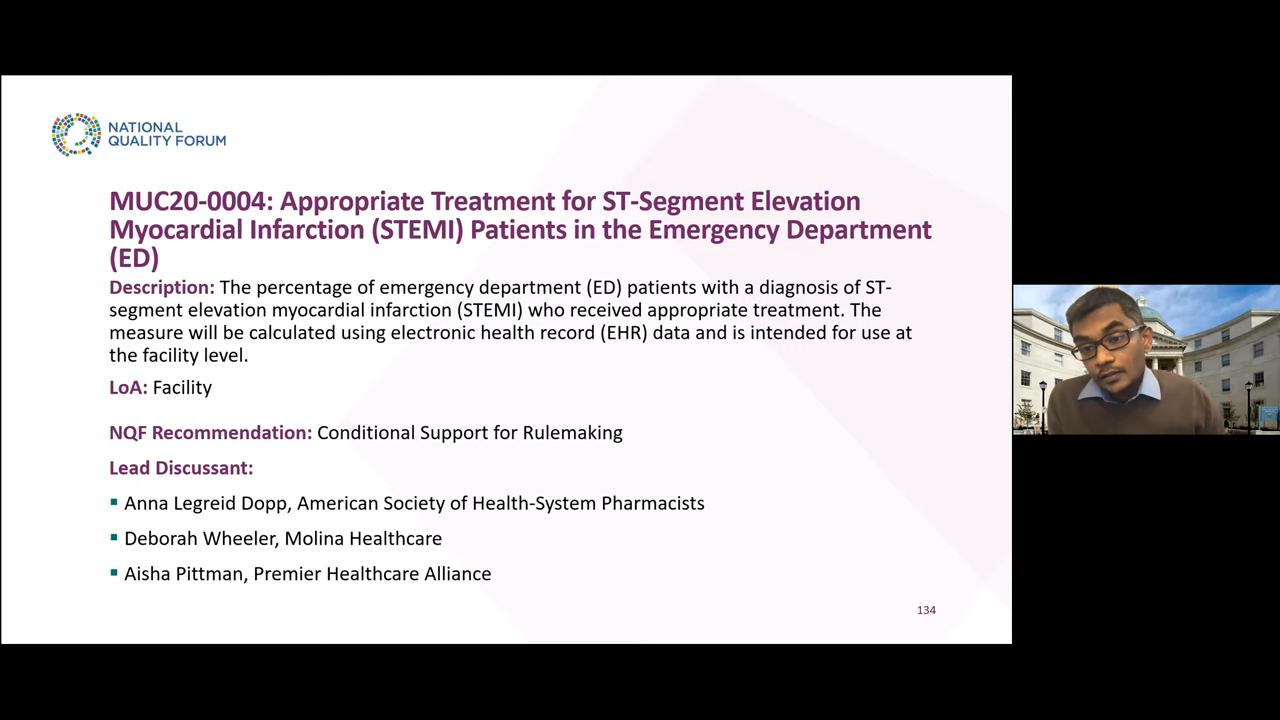 NATIONAL
QUALITY FORUM
MUC20-0004: Appropriate Treatment for ST-Segment Elevation
Myocardial Infarction (STEMI) Patients in the Emergency Department
(ED)
Description: The percentage of emergency department (ED) patients with a diagnosis of ST-
segment elevation myocardial infarction (STEMI) who received appropriate treatment. The
measure will be calculated using electronic health record (EHR) data and is intended for use at
the facility level.
LoA: Facility
NQF Recommendation: Conditional Support for Rulemaking
Lead Discussant:
▪ Anna Legreid Dopp, American Society of Health-System Pharmacists
▪ Deborah Wheeler, Molina Healthcare
▪ Aisha Pittman, Premier Healthcare Alliance
134